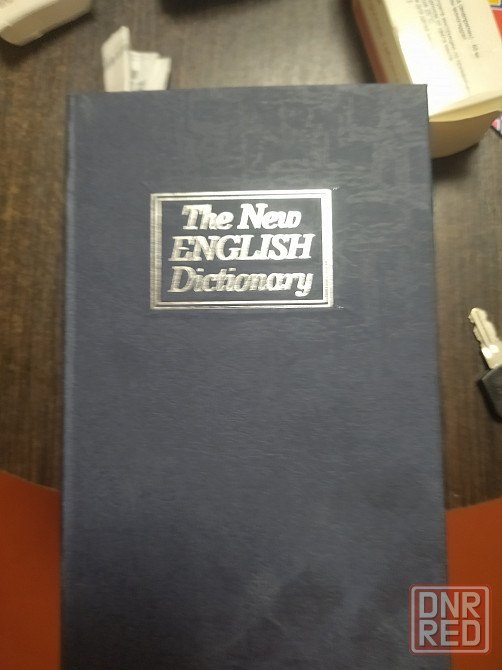 The New
ENGLISH
Dictionary
DNR
RED